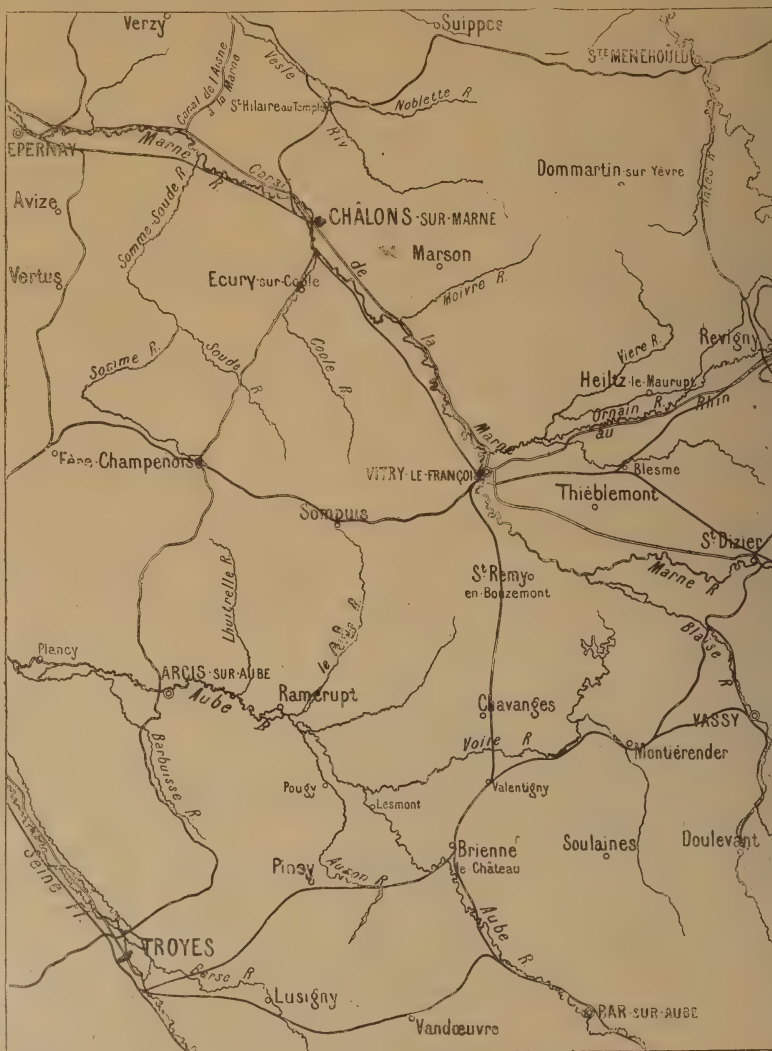 Verzy
Suippes
Ste MENEHOULD
Canal de l'Aisne
à la Marne
Vesle
St Hilaire au Temple
Noblette R
EPERNAY
Marne
R
Canal
Riv
Dommartin-sur Yèvre
Avize
Somme-Soude R
CHÂLONS-SUR-MARNE
de
Marson
Vertus
Ecury-sur-Coole
Moivre R.
la
Viere R.
Revigny
Somme R.
Soude
R
Coole R
Heiltz-le-Maurupt
Ornain R.
Marne
au
Rhin
Fère-Champenoise
VITRY-LE-FRANÇOIS
Blesme
Thiéblemont
Sompuis
St Dizier
Lhuitrelle R.
St Remy
en-Bouzemont
Marne
R
le
R
Blaise R
Plancy
ARCIS-SUR-AUBE
Aube
R
Ramerupt
Chavanges
VASSY
Barbuisse R.
Voire R
Montiérender
Pougy
Lesmont
Valentigny
Seine Fl.
Piney
Auzon R
Brienne
le Château
Soulaines
Doulevant
Aube
R
TROYES
Barse R
Lusigny
Vandœuvre
BAR-SUR-AUBE